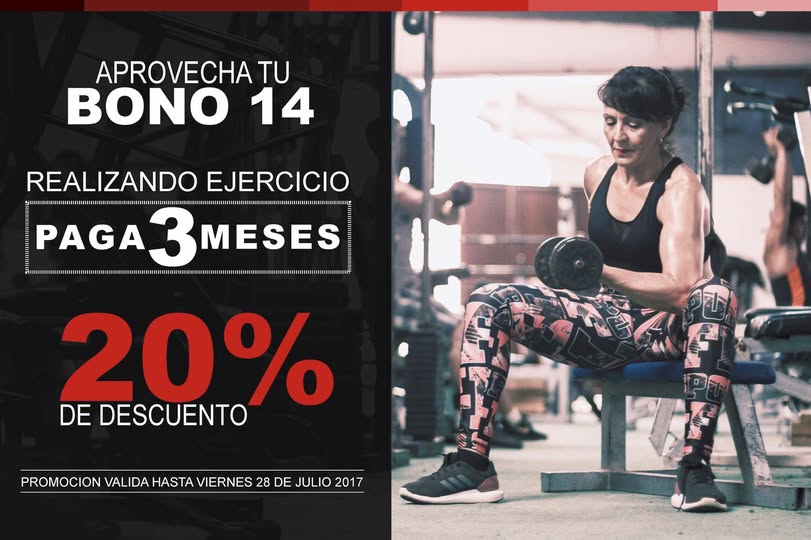 APROVECHA TU
BONO 14
REALIZANDO EJERCICIO
PAGA 3 MESES
20%
DE DESCUENTO
PROMOCION VALIDA HASTA VIERNES 28 DE JULIO 2017